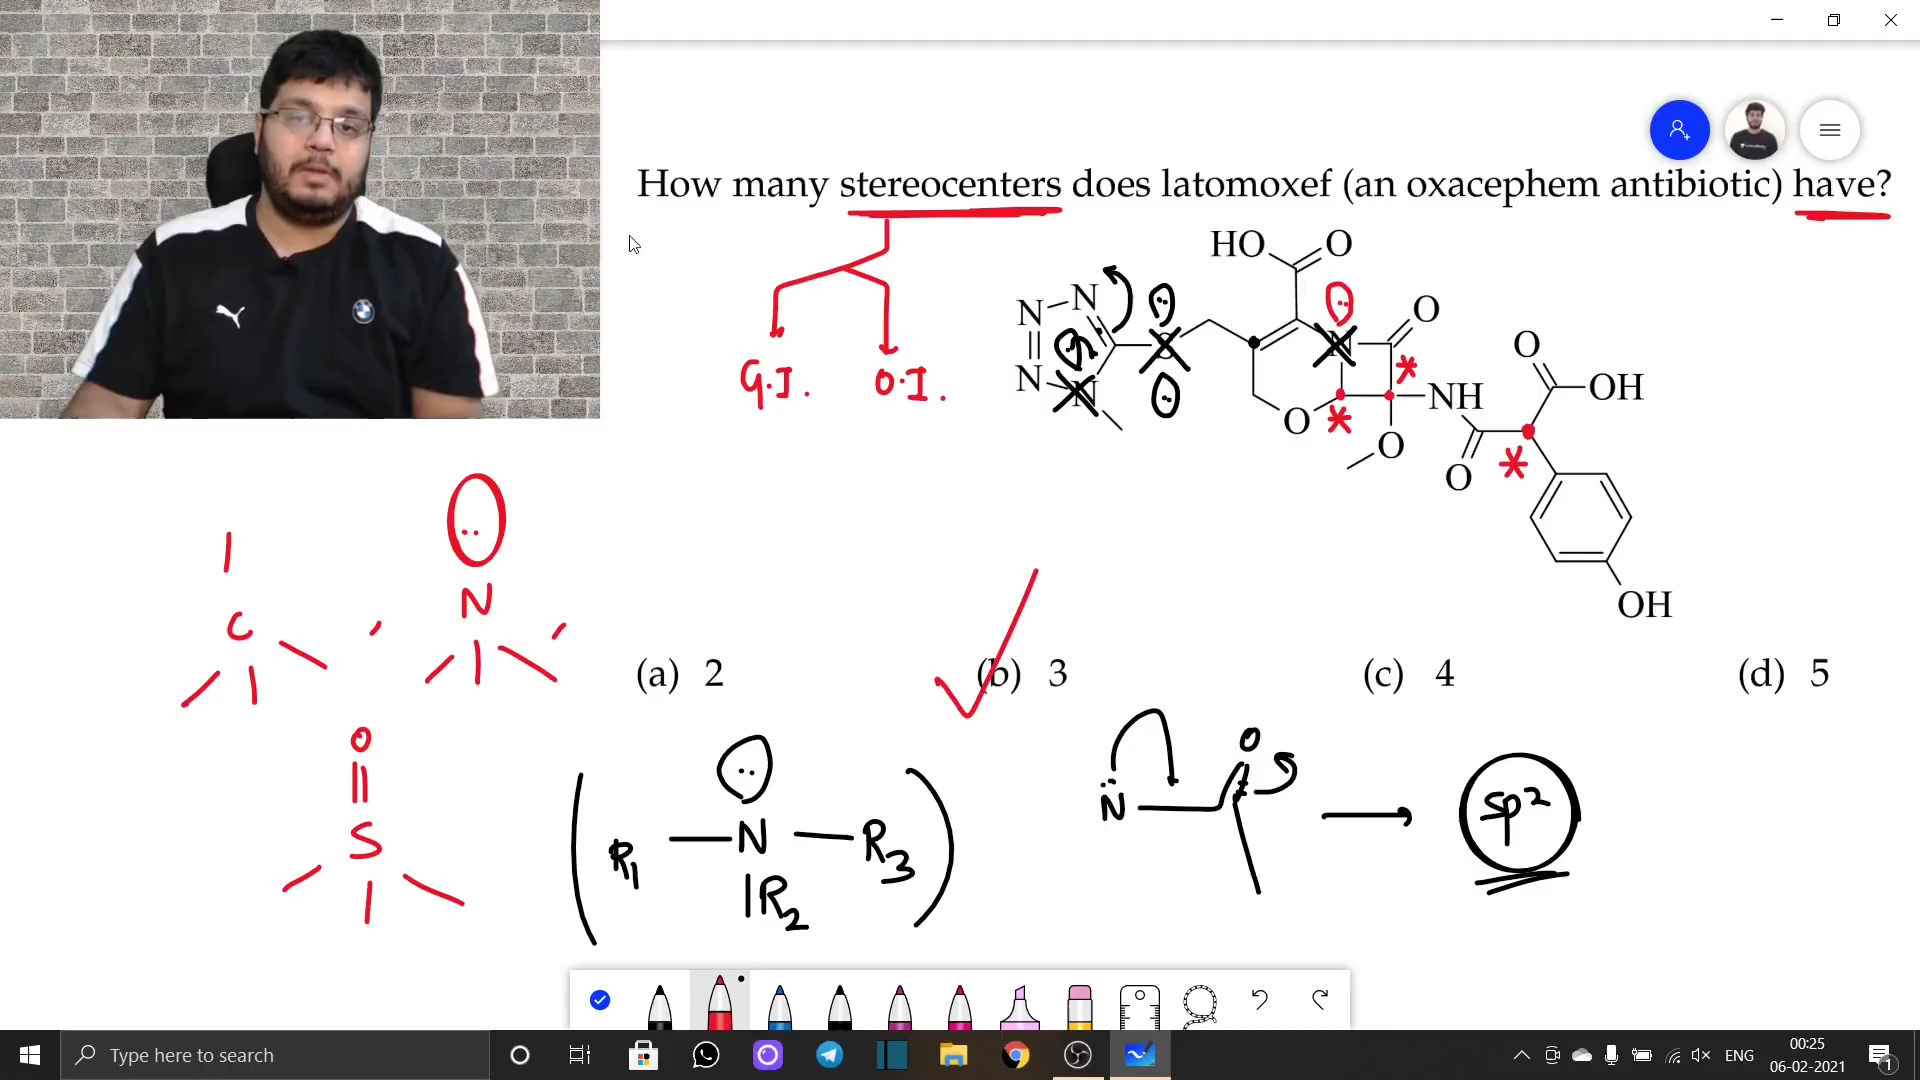 How many stereocenters does latomoxef (an oxacephem antibiotic) have?
G.I.
O.I.
HO
O
N
N
N
N
N
O
O
O
NH
OH
O
O
OH
C
N
O
S
(a) 2
(b) 3
(c) 4
(d) 5
R1
N
R3
R2
N
O
sp2
Type here to search
ENG
00:25
06-02-2021
1